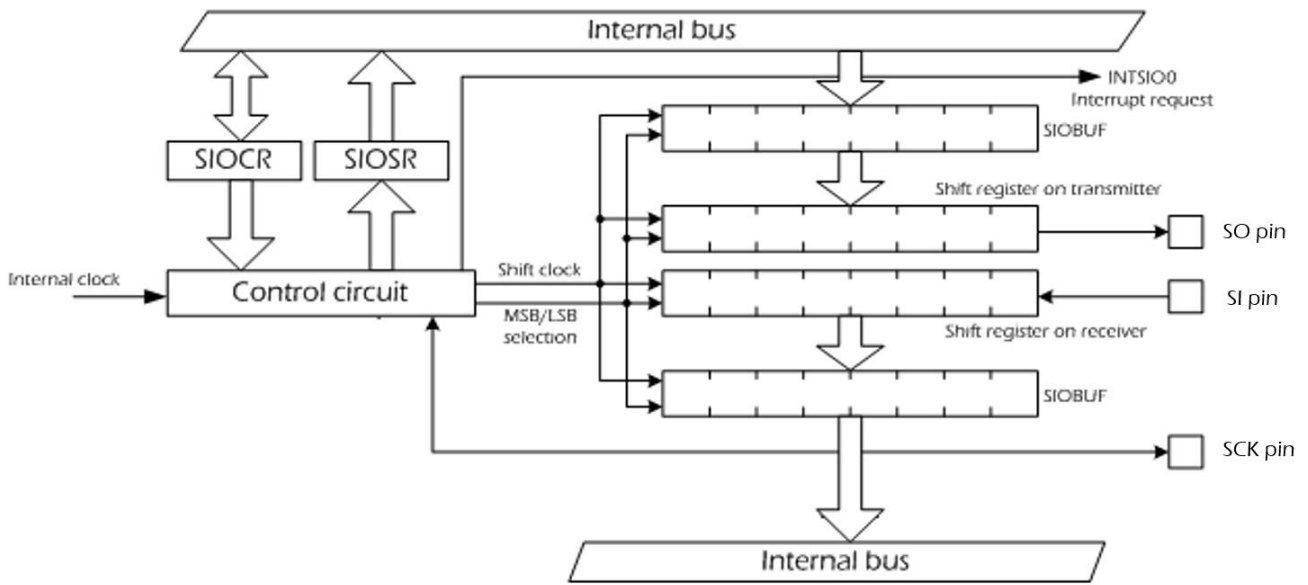 Internal bus
INTSIO0
Interrupt request
SIOBUF
SIOCR
SIOSR
Shift register on transmitter
SO pin
Internal clock
Shift clock
Control circuit
SI pin
MSB/LSB
selection
Shift register on receiver
SIOBUF
SCK pin
Internal bus